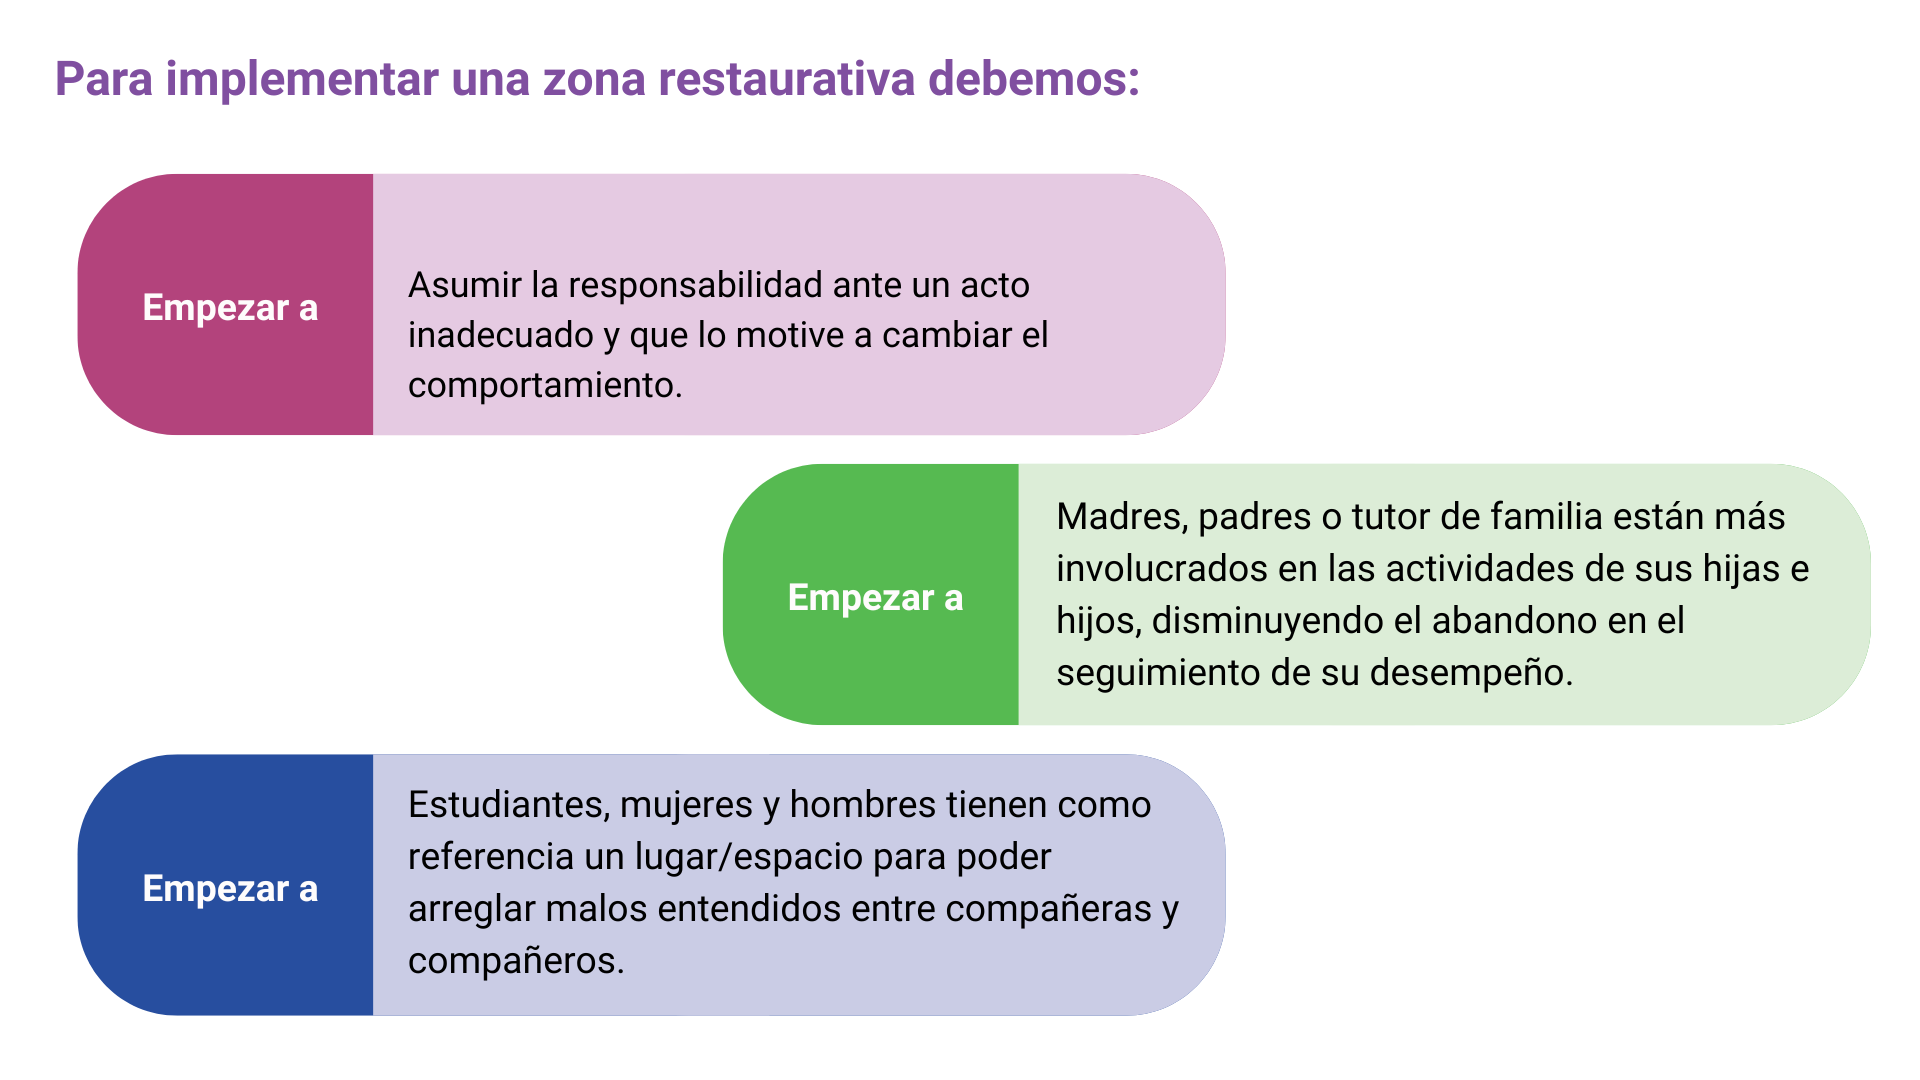 Para implementar una zona restaurativa debemos:
Empezar a
Asumir la responsabilidad ante un acto
inadecuado y que lo motive a cambiar el
comportamiento.
Empezar a
Madres, padres o tutor de familia están más
involucrados en las actividades de sus hijas e
hijos, disminuyendo el abandono en el
seguimiento de su desempeño.
Empezar a
Estudiantes, mujeres y hombres tienen como
referencia un lugar/espacio para poder
arreglar malos entendidos entre compañeras y
compañeros.